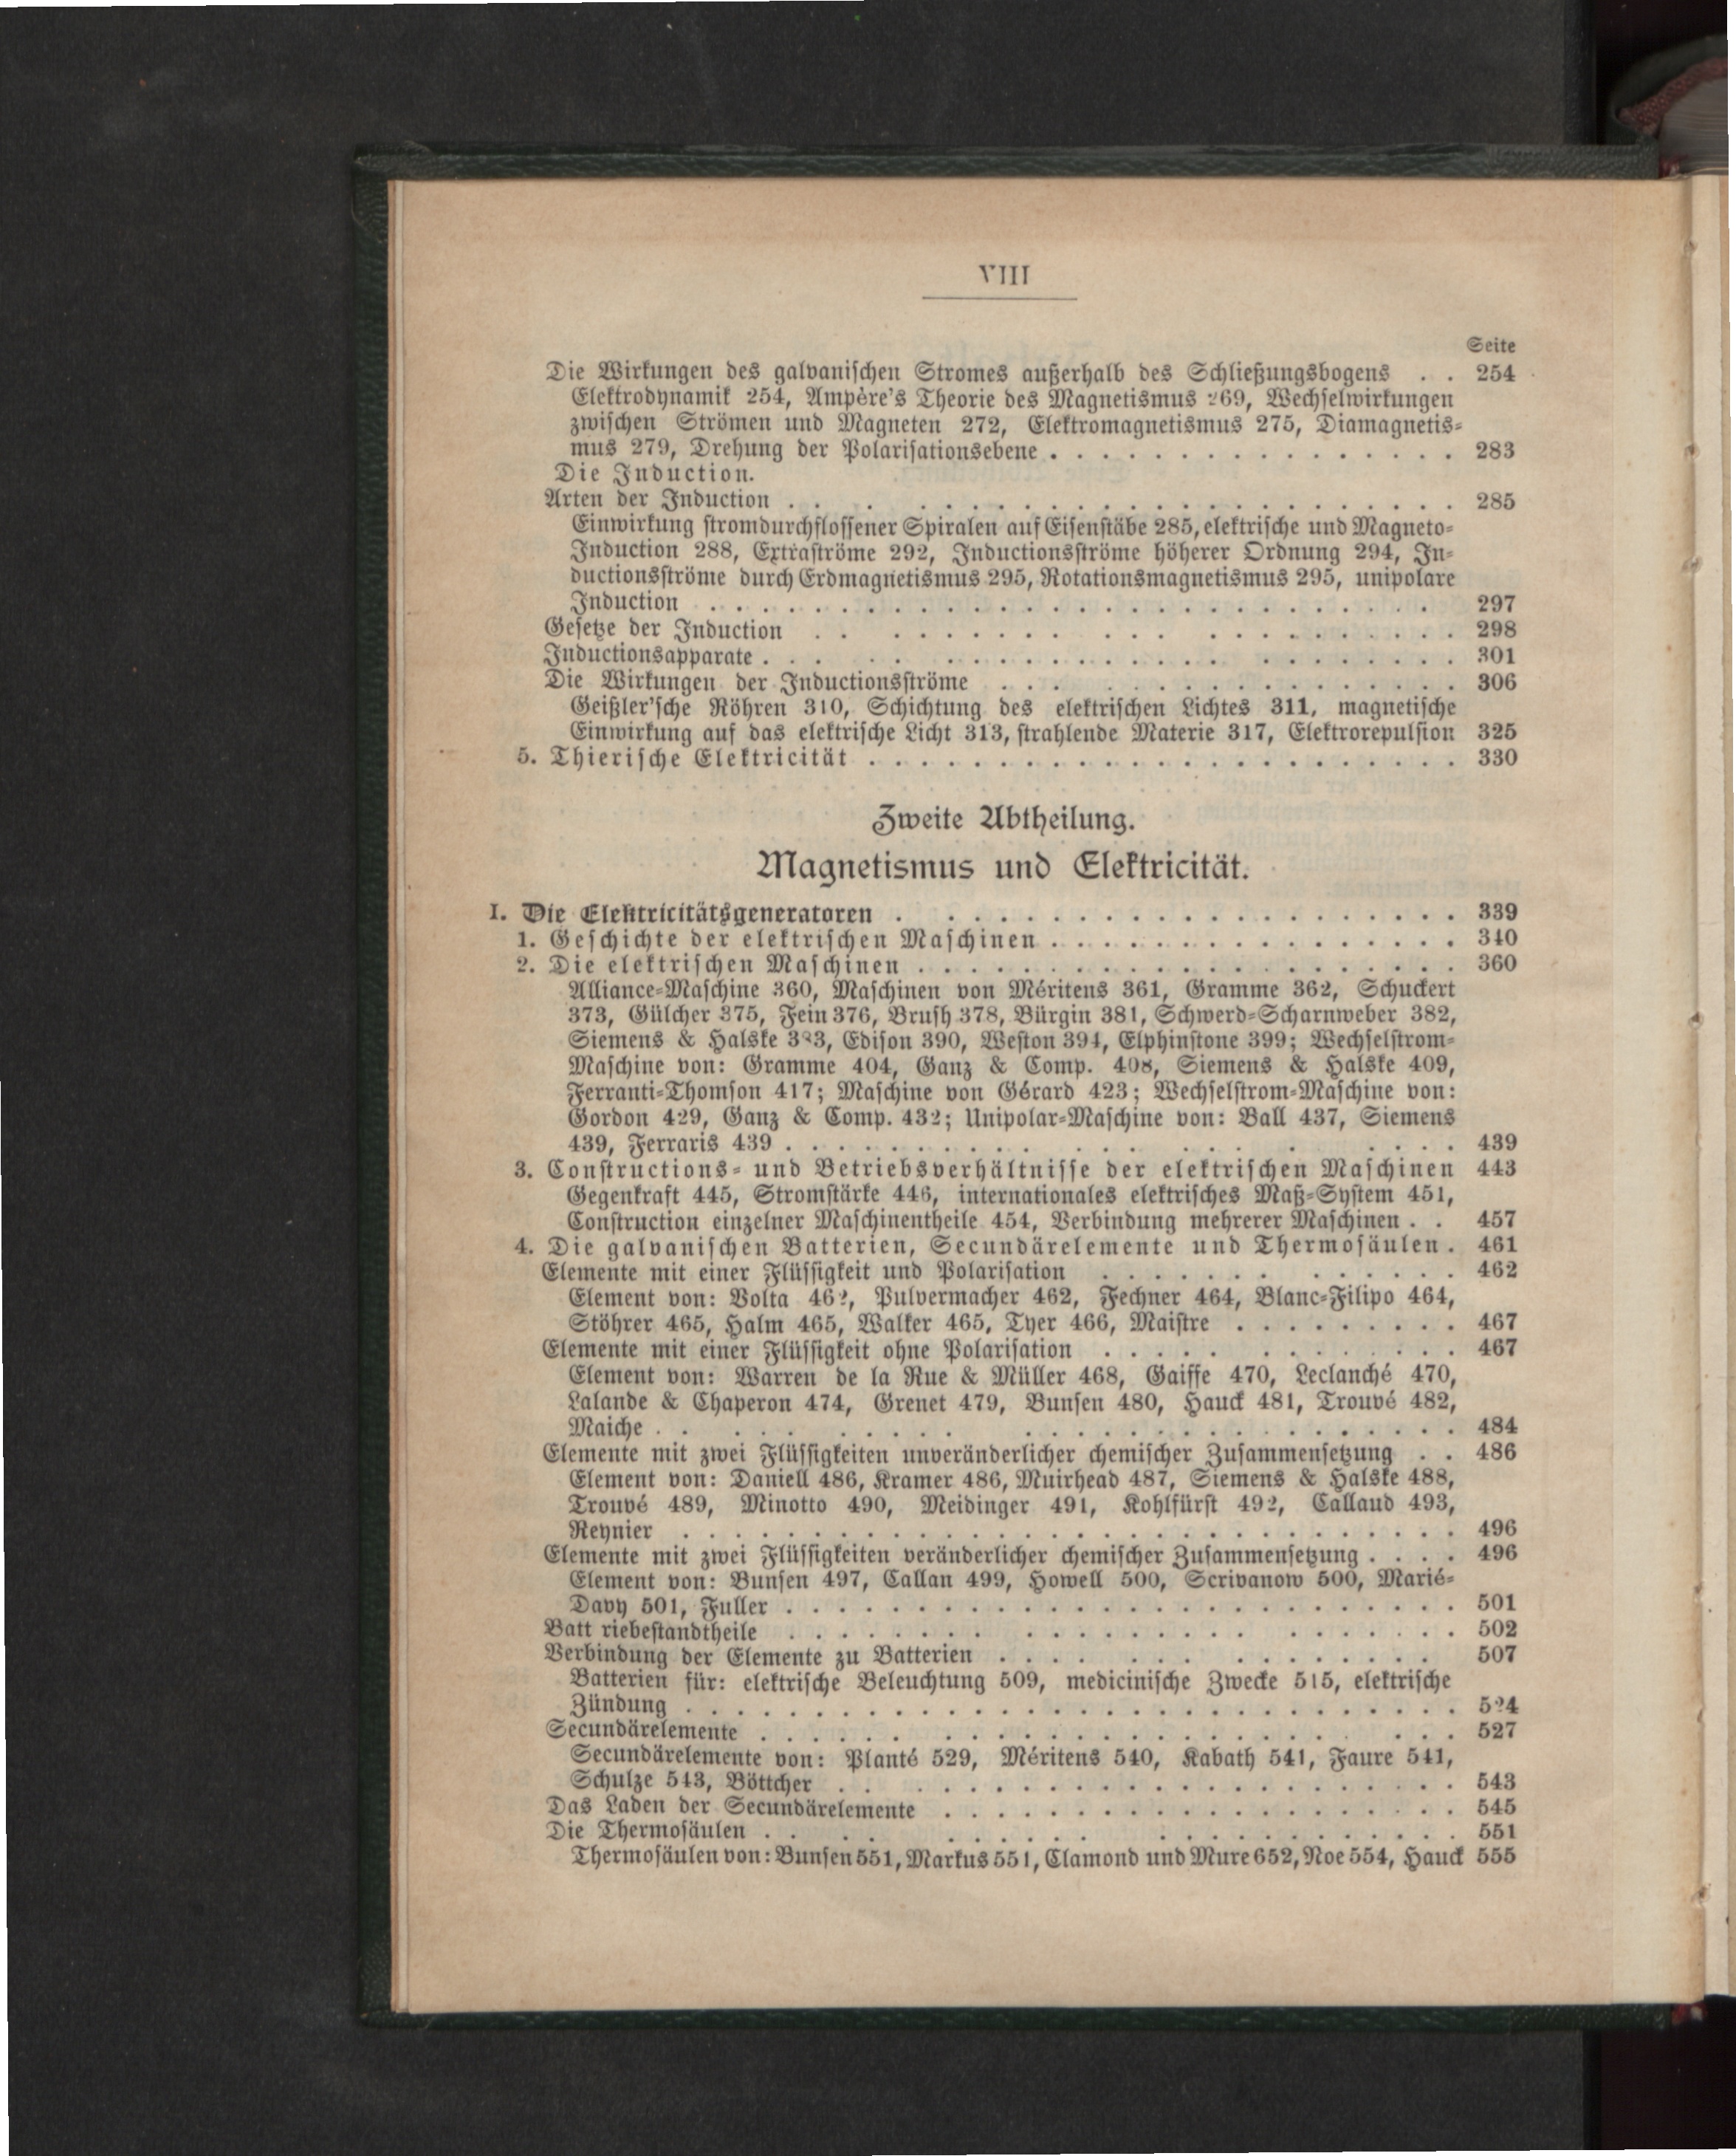 VIII
Seite
Die Wirkungen des galvanischen Stromes außerhalb des Schließungsbogens . . 254
Elektrodynamik 254, Ampère's Theorie des Magnetismus 269, Wechselwirkungen
zwischen Strömen und Magneten 272, Elektromagnetismus 275, Diamagnetis-
mus 279, Drehung der Polarisationsebene . . . . . . . . . . . . . . . . 283
Die Induction.
Arten der Induction . . . . . . . . . . . . . . . . . . . . . . . . 285
Einwirkung stromdurchflossener Spiralen auf Eisenstäbe 285, elektrische und Magneto-
Induction 288, Extraströme 292, Inductionsströme höherer Ordnung 294, In-
ductionsströme durch Erdmagnetismus 295, Rotationsmagnetismus 295, unipolare
Induction . . . . . . . . . . . . . . . . . . . . . . . . . . . . 297
Gesetze der Induction . . . . . . . . . . . . . . . . . . . . . . . 298
Inductionsapparate . . . . . . . . . . . . . . . . . . . . . . . . 301
Die Wirkungen der Inductionsströme . . . . . . . . . . . . . . . . 306
Geißler'sche Röhren 310, Schichtung des elektrischen Lichtes 311, magnetische
Einwirkung auf das elektrische Licht 313, strahlende Materie 317, Elektrorepulsion 325
5. Thierische Elektricität . . . . . . . . . . . . . . . . . . . . . . . 330
Zweite Abtheilung.
Magnetismus und Elektricität.
I. Die Elektricitätsgeneratoren . . . . . . . . . . . . . . . . . . . . . 339
1. Geschichte der elektrischen Maschinen . . . . . . . . . . . . . . . . 340
2. Die elektrischen Maschinen . . . . . . . . . . . . . . . . . . . . . 360
Alliance-Maschine 360, Maschinen von Méritens 361, Gramme 362, Schuckert
373, Gülcher 375, Fein 376, Brush 378, Bürgin 381, Schwerd-Scharnweber 382,
Siemens & Halske 383, Edison 390, Weston 394, Elphinstone 399; Wechselstrom-
Maschine von: Gramme 404, Ganz & Comp. 408, Siemens & Halske 409,
Ferranti-Thomson 417; Maschine von Gérard 423; Wechselstrom-Maschine von:
Gordon 429, Ganz & Comp. 432; Unipolar-Maschine von: Ball 437, Siemens
439, Ferraris 439 . . . . . . . . . . . . . . . . . . . . . . . . 439
3. Constructions- und Betriebsverhältnisse der elektrischen Maschinen 443
Gegenkraft 445, Stromstärke 446, internationales elektrisches Maß-System 451,
Construction einzelner Maschinentheile 454, Verbindung mehrerer Maschinen . . 457
4. Die galvanischen Batterien, Secundärelemente und Thermosäulen . 461
Elemente mit einer Flüssigkeit und Polarisation . . . . . . . . . . . . . 462
Element von: Volta 462, Pulvermacher 462, Fechner 464, Blanc-Filipo 464,
Stöhrer 465, Halm 465, Walker 465, Tyer 466, Maistre . . . . . . . . . 467
Elemente mit einer Flüssigkeit ohne Polarisation . . . . . . . . . . . . . 467
Element von: Warren de la Rue & Müller 468, Gaiffe 470, Leclanché 470,
Lalande & Chaperon 474, Grenet 479, Bunsen 480, Hauck 481, Trouvé 482,
Maiche . . . . . . . . . . . . . . . . . . . . . . . . . . . . 484
Elemente mit zwei Flüssigkeiten unveränderlicher chemischer Zusammensetzung . . 486
Element von: Daniell 486, Kramer 486, Muirhead 487, Siemens & Halske 488,
Trouvé 489, Minotto 490, Meidinger 491, Kohlfürst 492, Callaud 493,
Reynier . . . . . . . . . . . . . . . . . . . . . . . . . . . . . 496
Elemente mit zwei Flüssigkeiten veränderlicher chemischer Zusammensetzung . . . . 496
Element von: Bunsen 497, Callan 499, Howell 500, Scrivanow 500, Marié-
Davy 501, Fuller . . . . . . . . . . . . . . . . . . . . . . . . . . 501
Batt riebestandtheile . . . . . . . . . . . . . . . . . . . . . . . 502
Verbindung der Elemente zu Batterien . . . . . . . . . . . . . . . 507
Batterien für: elektrische Beleuchtung 509, medicinische Zwecke 515, elektrische
Zündung . . . . . . . . . . . . . . . . . . . . . . . . . . . . . 524
Secundärelemente . . . . . . . . . . . . . . . . . . . . . . . . . 527
Secundärelemente von: Planté 529, Méritens 540, Kabath 541, Faure 541,
Schulze 543, Böttcher . . . . . . . . . . . . . . . . . . . . . . . 543
Das Laden der Secundärelemente . . . . . . . . . . . . . . . . . . . . 545
Die Thermosäulen . . . . . . . . . . . . . . . . . . . . . . . . 551
Thermosäulen von: Bunsen 551, Markus 551, Clamond und Mure 652, Noe 554, Hauck 555